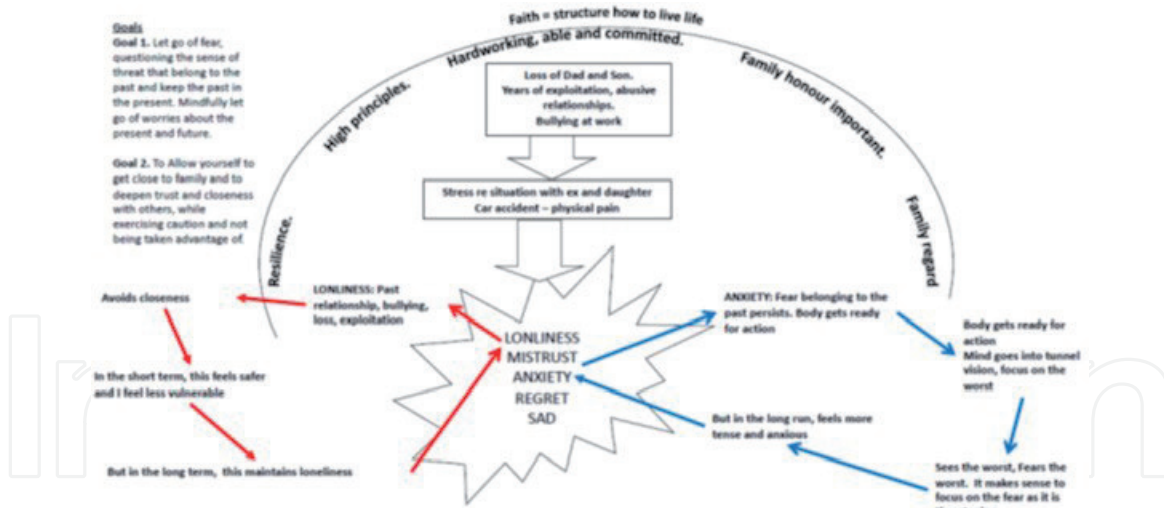 Goals
Goal 1. Let go of fear,
questioning the sense of
threat that belong to the
past and keep the past in
the present. Mindfully let
go of worries about the
present and future.
Goal 2. To Allow yourself to
get close to family and to
deepen trust and closeness
with others, while
exercising caution and not
being taken advantage of.
Faith = structure how to live life
Hardworking, able and committed.
High principles.
Resilience.
Family honour important.
Family regard
Loss of Dad and Son.
Years of exploitation, abusive
relationships.
Bullying at work
Stress re situation with ex and daughter
Car accident – physical pain
LONLINESS: Past
relationship, bullying,
loss, exploitation
Avoids closeness
In the short term, this feels safer
and I feel less vulnerable
But in the long term, this maintains loneliness
LONLINESS
MISTRUST
ANXIETY
REGRET
SAD
ANXIETY: Fear belonging to the
past persists. Body gets ready
for action
Body gets ready for
action
Mind goes into tunnel
vision, focus on the
worst
Sees the worst, Fears the
worst. It makes sense to
focus on the fear as it is
But in the long run, feels more
tense and anxious